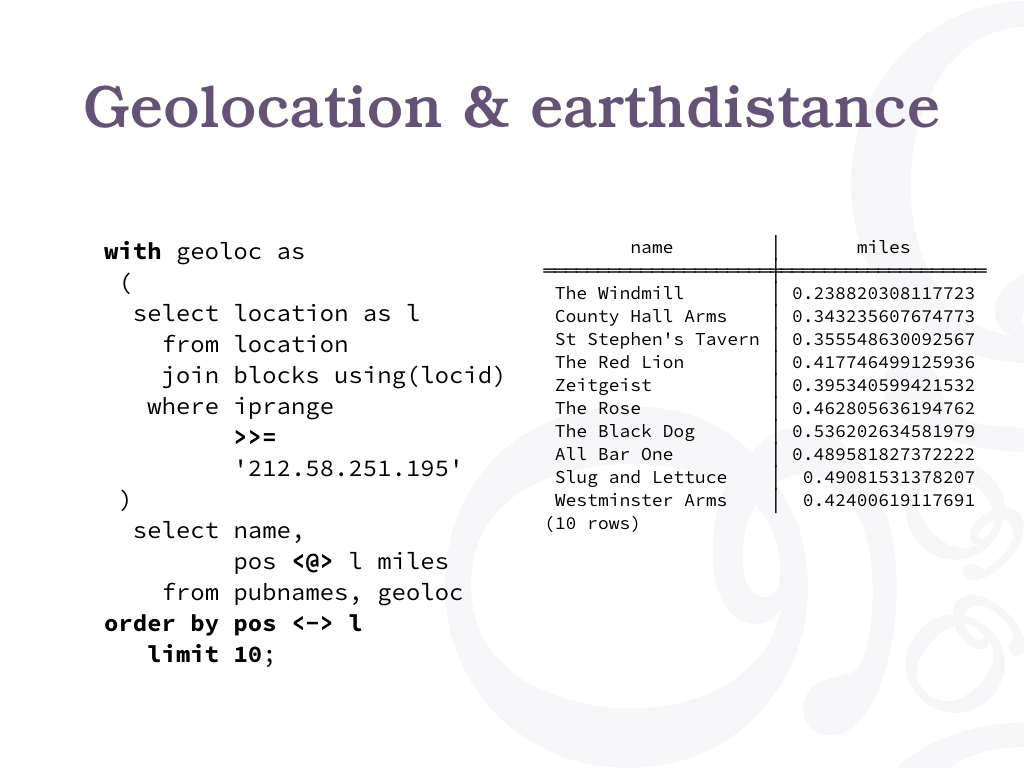 Geolocation & earthdistance
with geoloc as
(
select location as l
from location
join blocks using(locid)
where iprange
>>=
'212.58.251.195'
)
select name,
pos <@> l miles
from pubnames, geoloc
order by pos <-> l
limit 10;
name | miles
The Windmill | 0.238820308117723
County Hall Arms | 0.343235607674773
St Stephen's Tavern | 0.355548630092567
The Red Lion | 0.417746499125936
Zeitgeist | 0.395340599421532
The Rose | 0.462805636194762
The Black Dog | 0.536202634581979
All Bar One | 0.489581827372222
Slug and Lettuce | 0.49081531378207
Westminster Arms | 0.42400619117691
(10 rows)